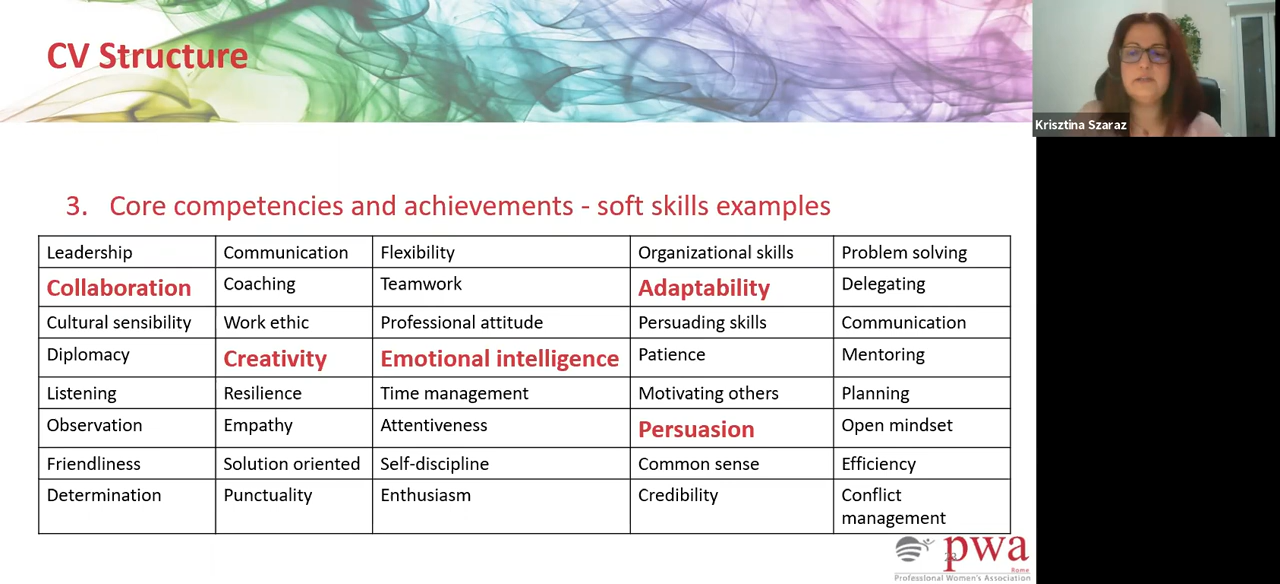 CV Structure
Krisztina Szaraz
3. Core competencies and achievements - soft skills examples
Leadership Communication Flexibility Organizational skills Problem solving
Collaboration Coaching Teamwork Adaptability Delegating
Cultural sensibility Work ethic Professional attitude Persuading skills Communication
Diplomacy Creativity Emotional intelligence Patience Mentoring
Listening Resilience Time management Motivating others Planning
Observation Empathy Attentiveness Persuasion Open mindset
Friendliness Solution oriented Self-discipline Common sense Efficiency
Determination Punctuality Enthusiasm Credibility Conflict
management
pwa
Rome
Professional Women's Association